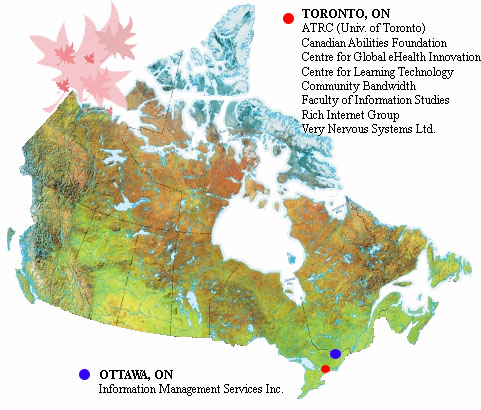 TORONTO, ON
ATRC (Univ. of Toronto)
Canadian Abilities Foundation
Centre for Global eHealth Innovation
Centre for Learning Technology
Community Bandwidth
Faculty of Information Studies
Rich Internet Group
Very Nervous Systems Ltd.
OTTAWA, ON
Information Management Services Inc.